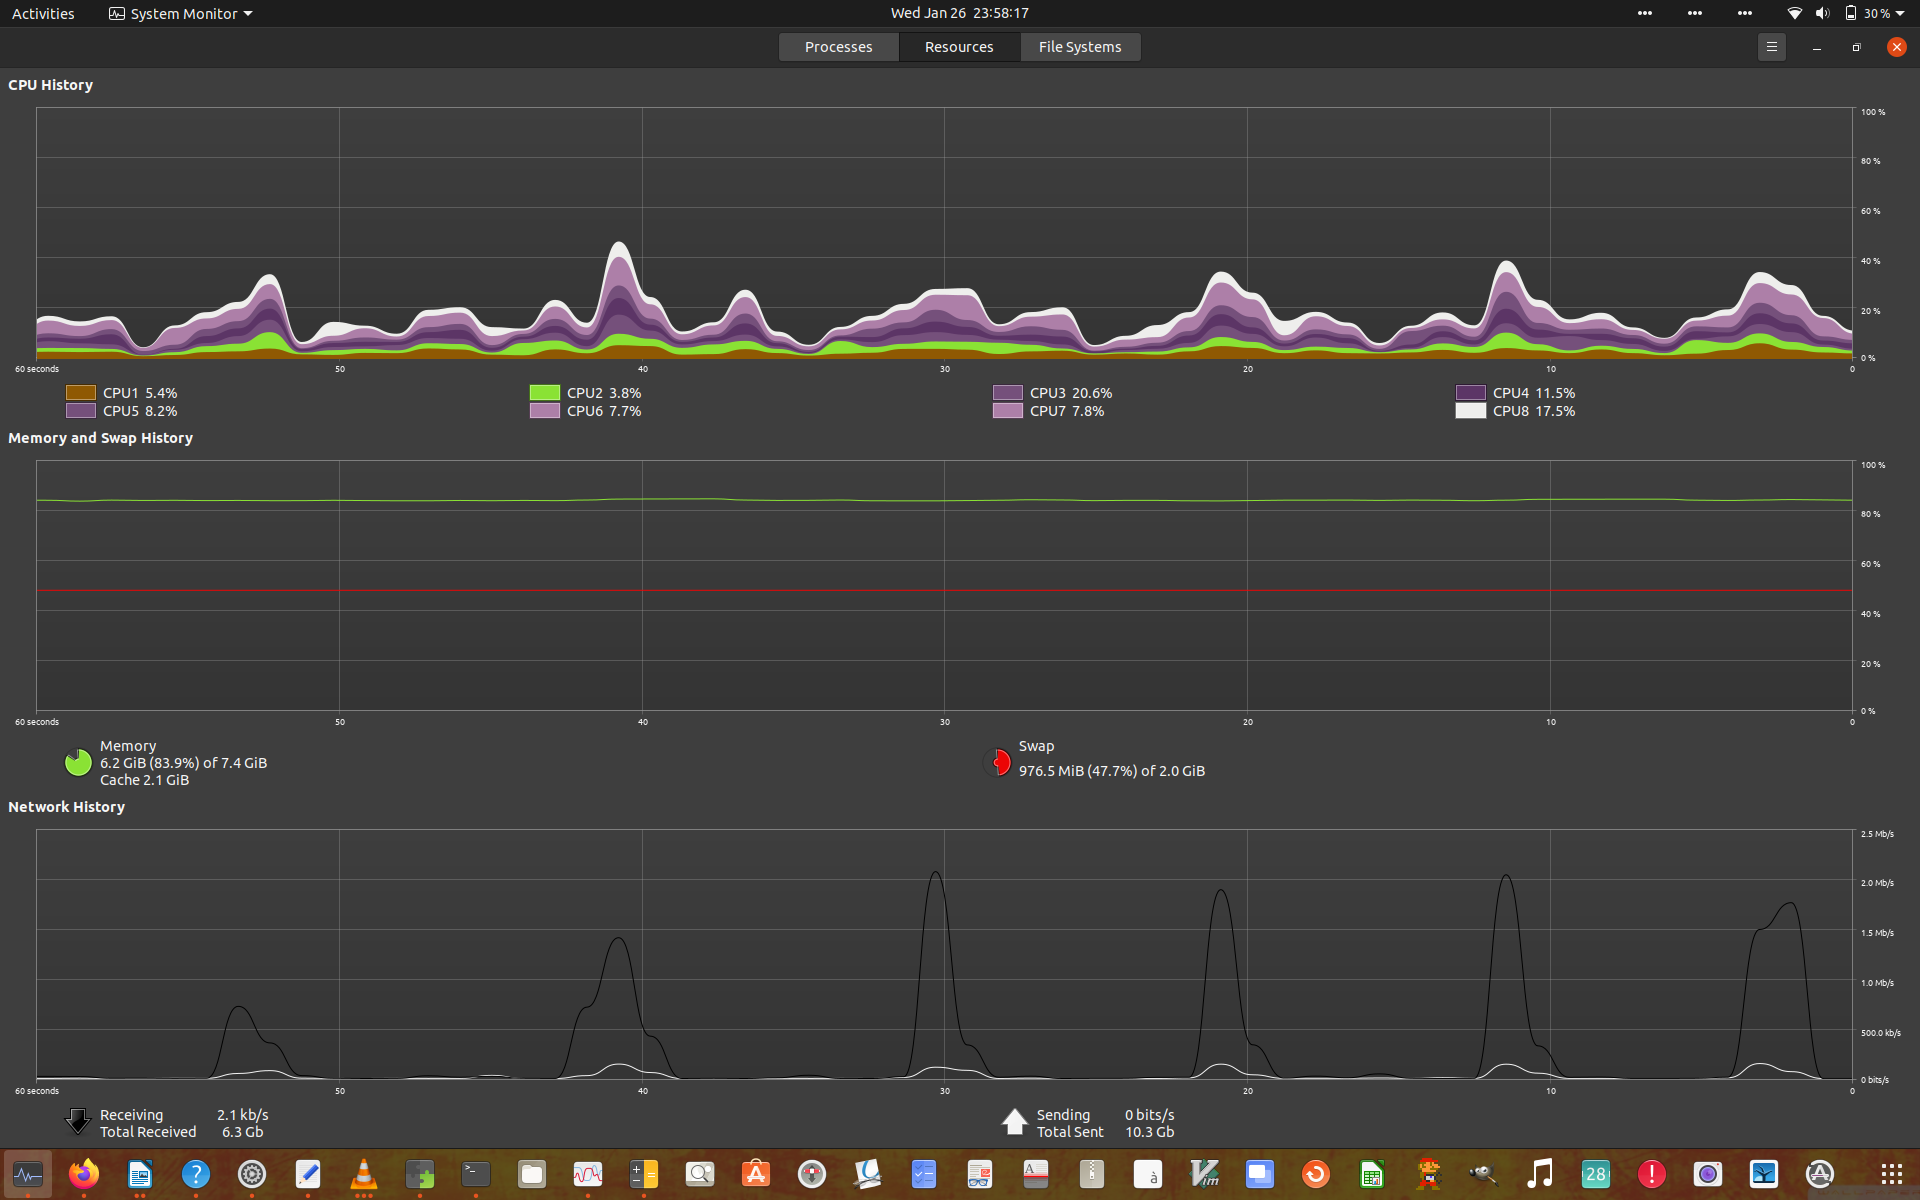 Activities
System Monitor
Wed Jan 26 23:58:17
30 %
Processes
Resources
File Systems
CPU History
100 %
80 %
60 %
40 %
20 %
0 %
60 seconds
50
40
30
20
10
0
CPU1 5.4%
CPU2 3.8%
CPU3 20.6%
CPU4 11.5%
CPU5 8.2%
CPU6 7.7%
CPU7 7.8%
CPU8 17.5%
Memory and Swap History
100 %
80 %
60 %
40 %
20 %
0 %
60 seconds
50
40
30
20
10
0
Memory
6.2 GiB (83.9%) of 7.4 GiB
Cache 2.1 GiB
Swap
976.5 MiB (47.7%) of 2.0 GiB
Network History
2.5 Mb/s
2.0 Mb/s
1.5 Mb/s
1.0 Mb/s
500.0 kb/s
0 bits/s
60 seconds
50
40
30
20
10
0
Receiving 2.1 kb/s
Total Received 6.3 Gb
Sending 0 bits/s
Total Sent 10.3 Gb
?
>_
A
à
Vim
28
!